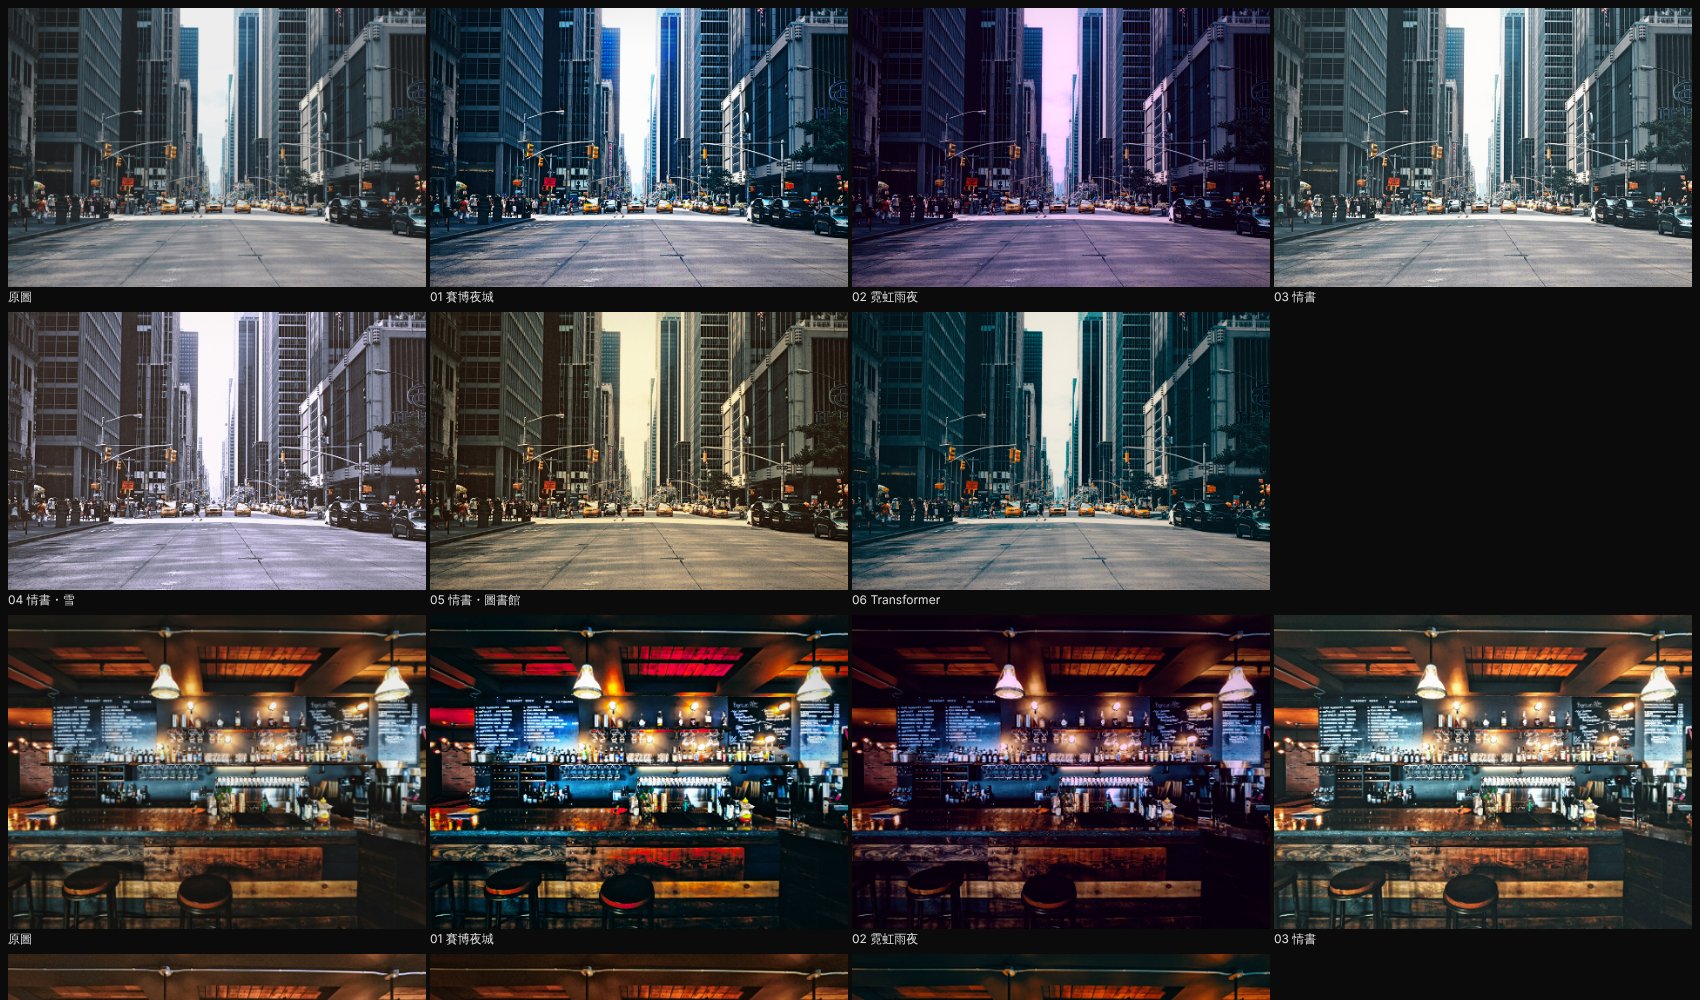 原圖
01 賽博夜城
02 霓虹雨夜
03 情書
04 情書・雪
05 情書・圖書館
06 Transformer
原圖
01 賽博夜城
02 霓虹雨夜
03 情書